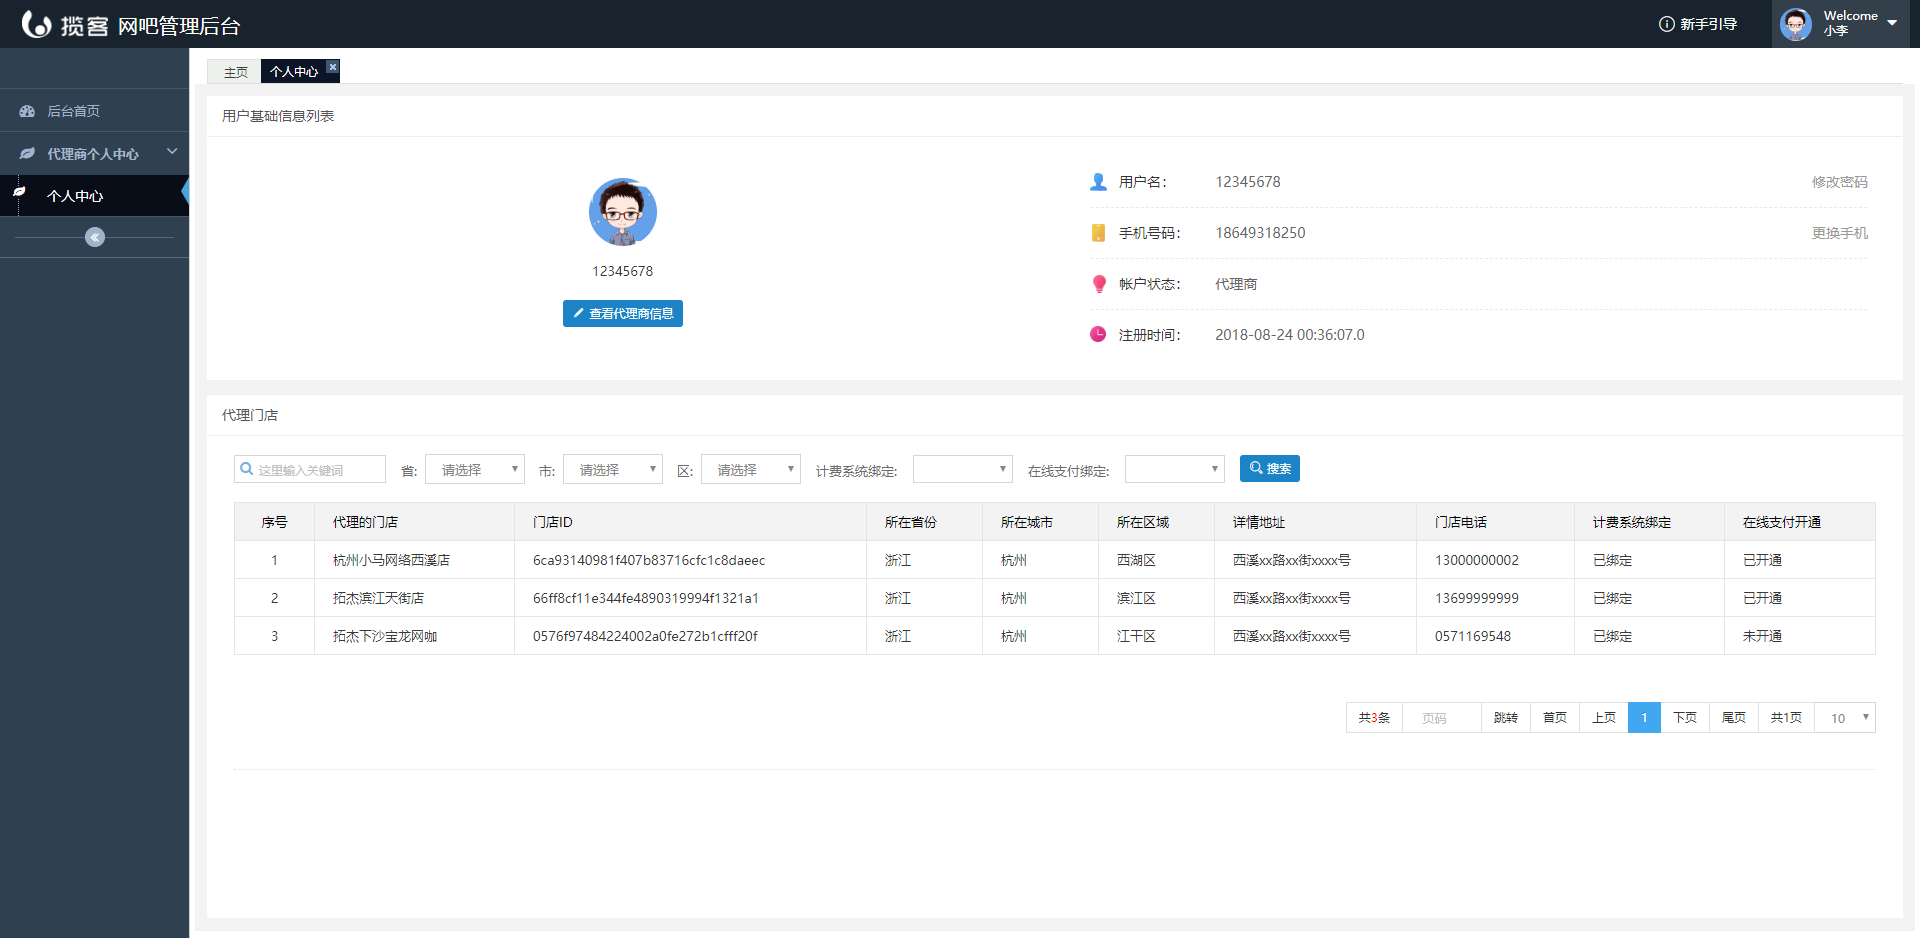 揽客 网吧管理后台
新手引导
Welcome
小李
后台首页
代理商个人中心
个人中心
主页 个人中心
用户基础信息列表
12345678
查看代理商信息
用户名： 12345678 修改密码
手机号码： 18649318250 更换手机
帐户状态： 代理商
注册时间： 2018-08-24 00:36:07.0
代理门店
这里输入关键词 省: 请选择 市: 请选择 区: 请选择 计费系统绑定: 在线支付绑定: 搜索
序号 代理的门店 门店ID 所在省份 所在城市 所在区域 详情地址 门店电话 计费系统绑定 在线支付开通
1 杭州小马网络西溪店 6ca93140981f407b83716cfc1c8daeec 浙江 杭州 西湖区 西溪xx路xx街xxxx号 13000000002 已绑定 已开通
2 拓杰滨江天街店 66ff8cf11e344fe4890319994f1321a1 浙江 杭州 滨江区 西溪xx路xx街xxxx号 13699999999 已绑定 已开通
3 拓杰下沙宝龙网咖 0576f97484224002a0fe272b1cfff20f 浙江 杭州 江干区 西溪xx路xx街xxxx号 0571169548 已绑定 未开通
共3条 页码 跳转 首页 上页 1 下页 尾页 共1页 10